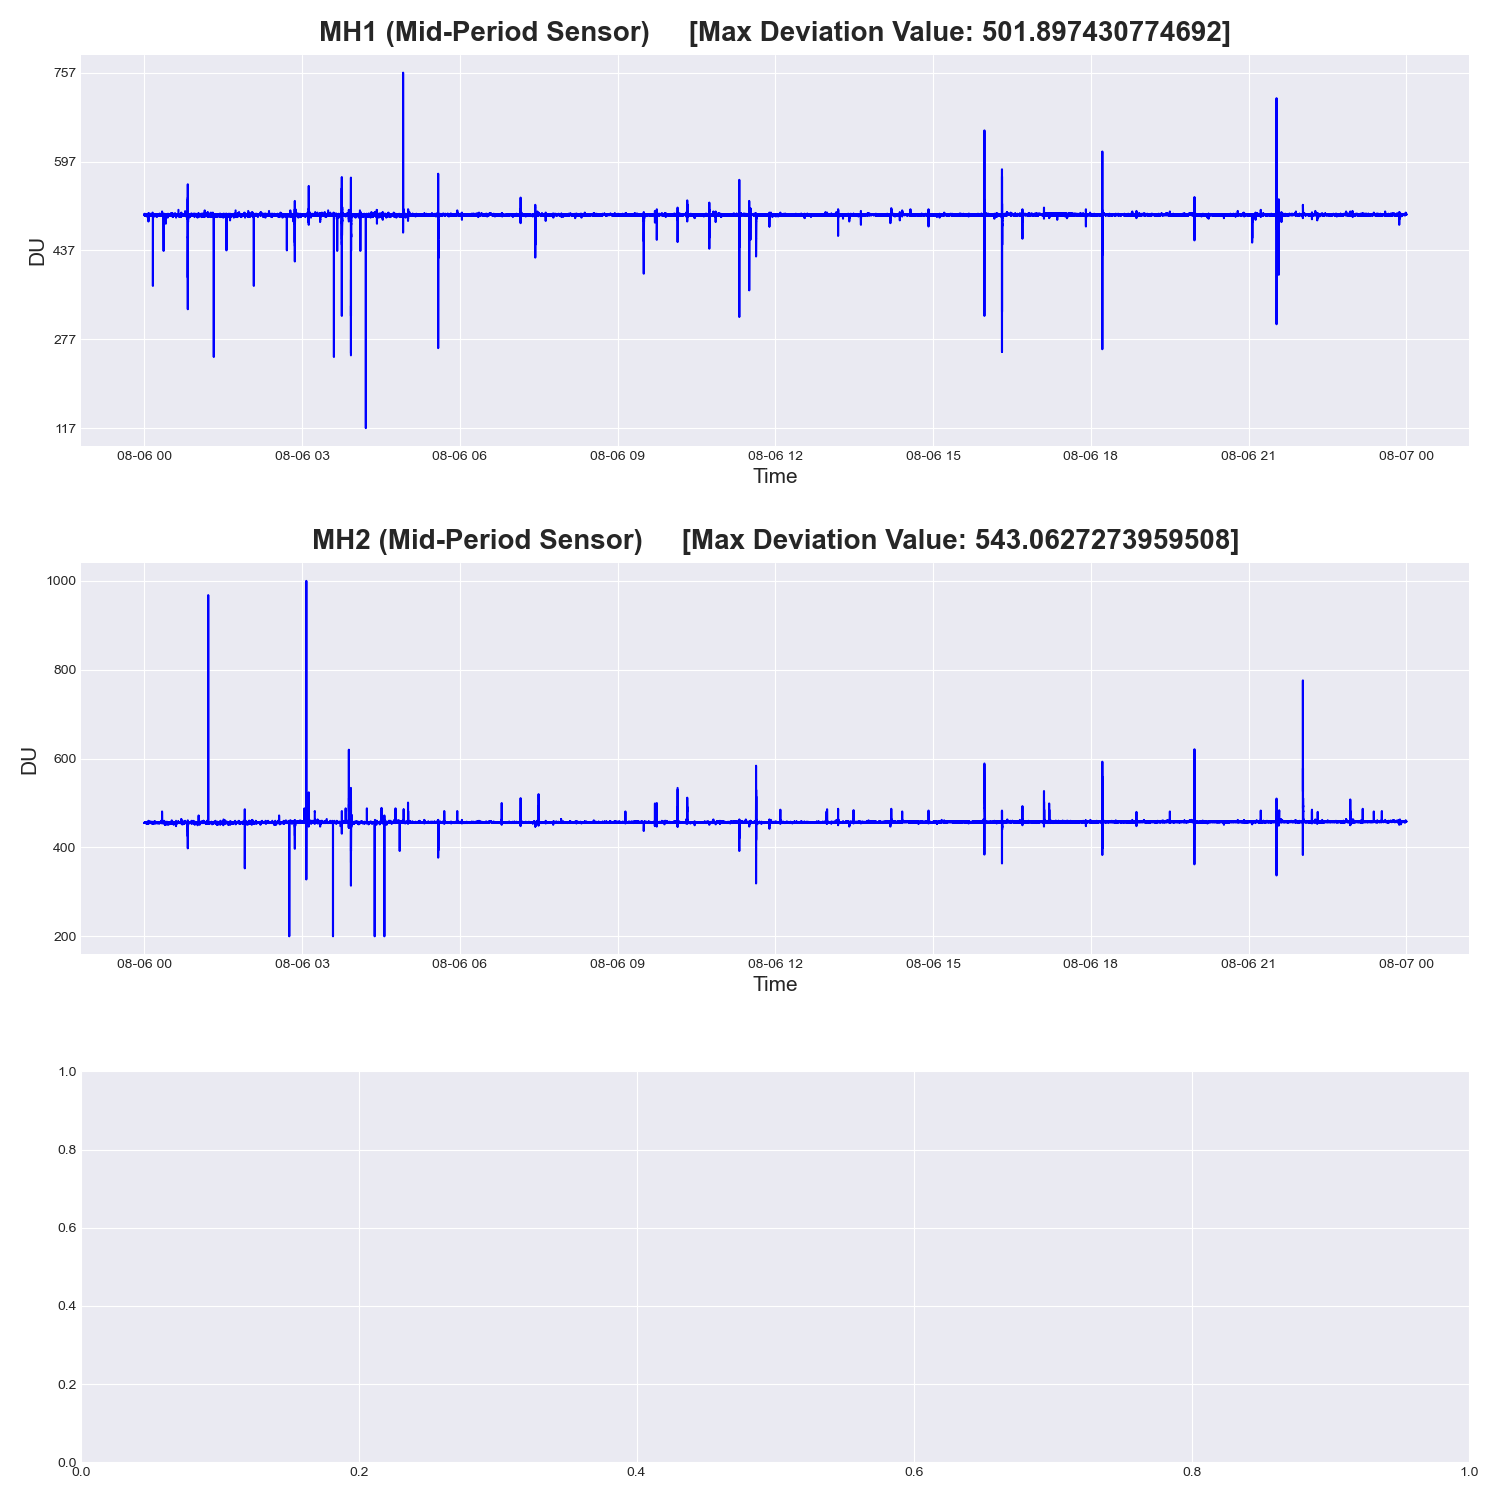 MH1 (Mid-Period Sensor) [Max Deviation Value: 501.897430774692]
757
597
437
277
117
DU
08-06 00 08-06 03 08-06 06 08-06 09 08-06 12 08-06 15 08-06 18 08-06 21 08-07 00
Time
MH2 (Mid-Period Sensor) [Max Deviation Value: 543.0627273959508]
1000
800
600
400
200
DU
08-06 00 08-06 03 08-06 06 08-06 09 08-06 12 08-06 15 08-06 18 08-06 21 08-07 00
Time
1.0
0.8
0.6
0.4
0.2
0.0
0.0 0.2 0.4 0.6 0.8 1.0